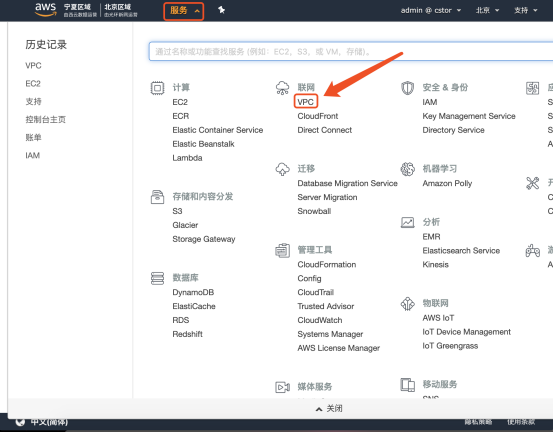 aws
宁夏区域
由西云数据运营
北京区域
由光环新网运营
服务
admin @ cstor
北京
支持
历史记录
VPC
EC2
支持
控制台主页
账单
IAM
通过名称或功能查找服务 (例如: EC2, S3, 或 VM, 存储)。
计算
EC2
ECR
Elastic Container Service
Elastic Beanstalk
Lambda
存储和内容分发
S3
Glacier
Storage Gateway
数据库
DynamoDB
ElastiCache
RDS
Redshift
联网
VPC
CloudFront
Direct Connect
迁移
Database Migration Service
Server Migration
Snowball
管理工具
CloudFormation
Config
CloudTrail
Trusted Advisor
CloudWatch
Systems Manager
AWS License Manager
媒体服务
安全 & 身份
IAM
Key Management Service
Directory Service
机器学习
Amazon Polly
分析
EMR
Elasticsearch Service
Kinesis
物联网
AWS IoT
IoT Device Management
IoT Greengrass
移动服务
SNS
关闭
中文(简体)
隐私策略
使用条款